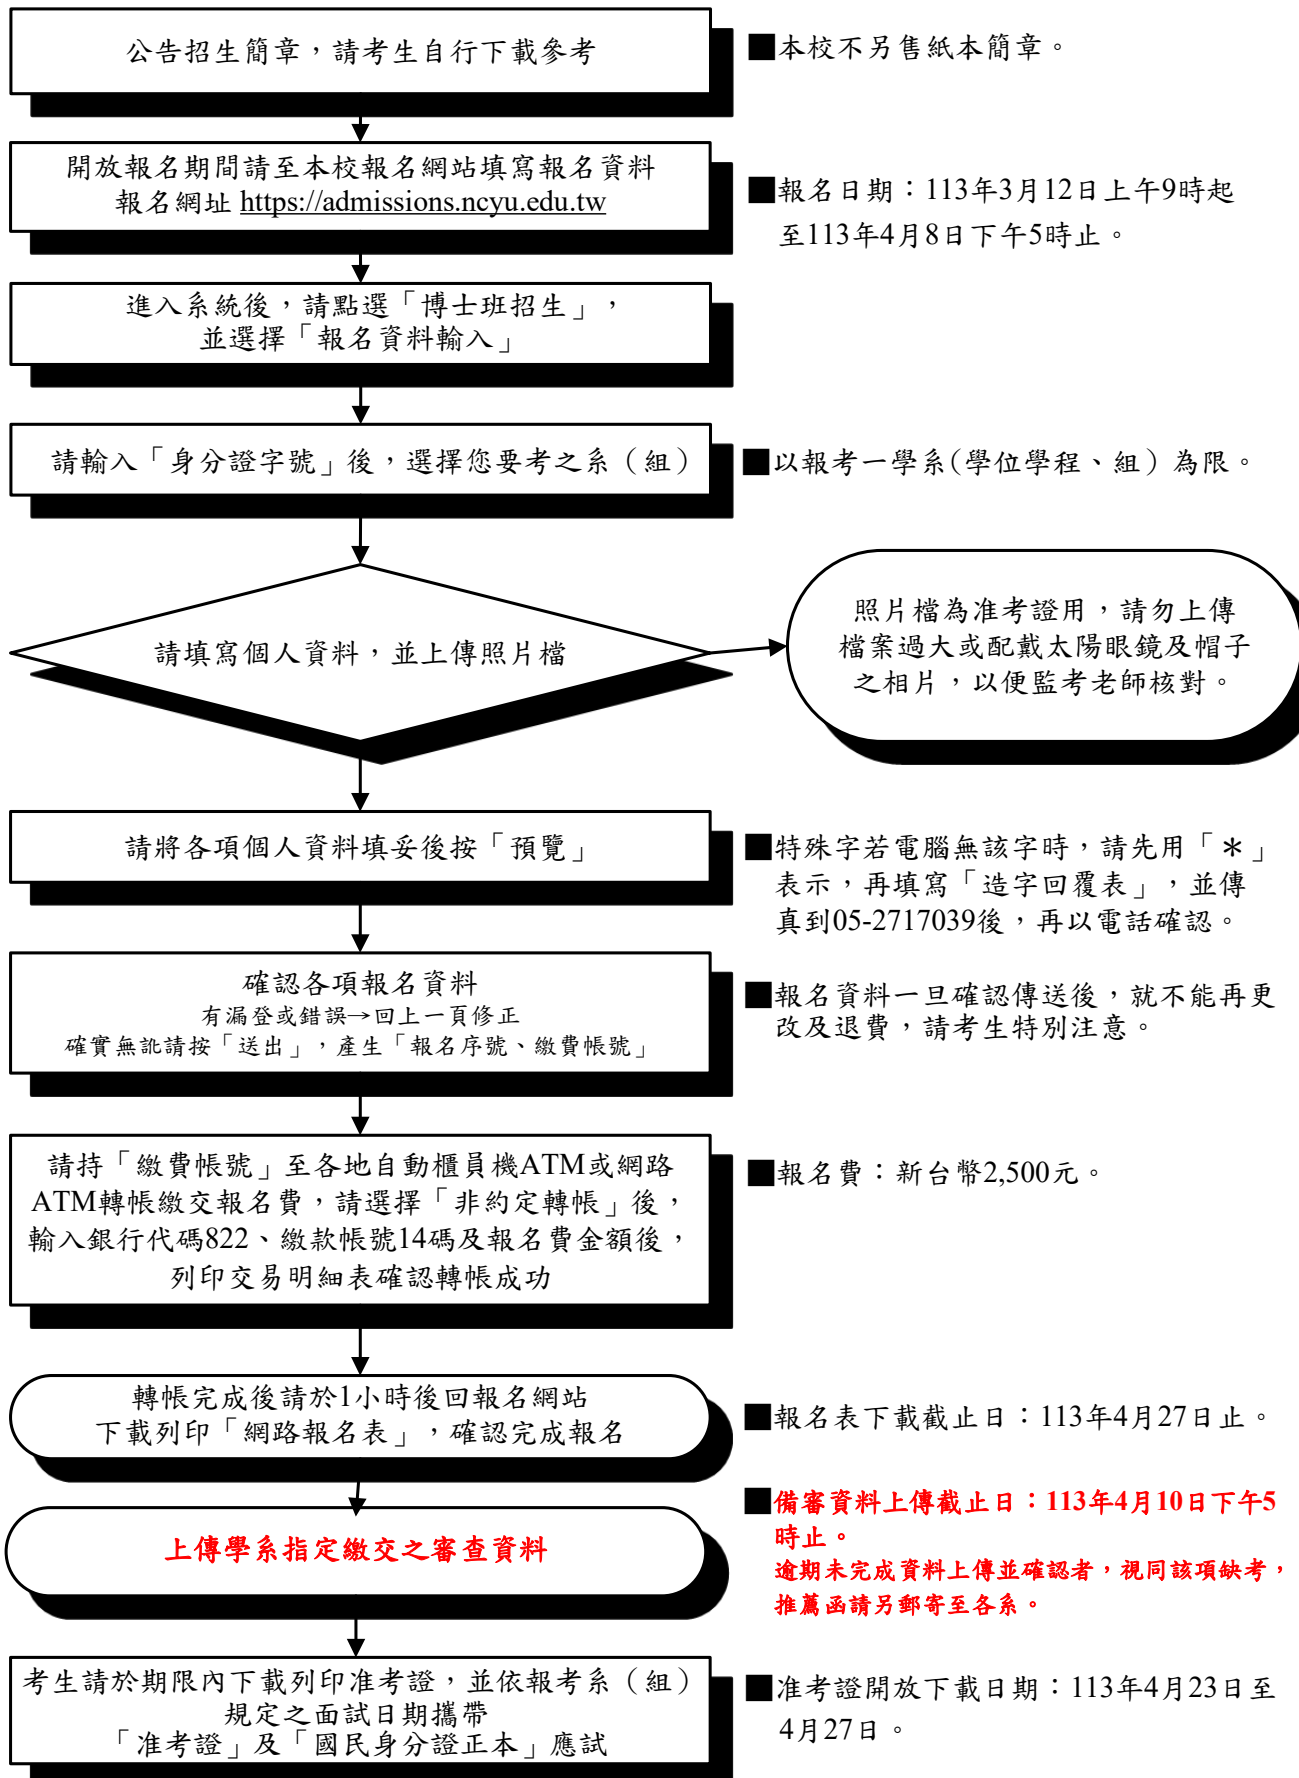 公告招生簡章，請考生自行下載參考
■本校不另售紙本簡章。
開放報名期間請至本校報名網站填寫報名資料
報名網址 https://admissions.ncyu.edu.tw
■報名日期：113年3月12日上午9時起
至113年4月8日下午5時止。
進入系統後，請點選「博士班招生」，
並選擇「報名資料輸入」
請輸入「身分證字號」後，選擇您要考之系（組）
■以報考一學系(學位學程、組）為限。
請填寫個人資料，並上傳照片檔
照片檔為准考證用，請勿上傳
檔案過大或配戴太陽眼鏡及帽子
之相片，以便監考老師核對。
請將各項個人資料填妥後按「預覽」
■特殊字若電腦無該字時，請先用「＊」
表示，再填寫「造字回覆表」，並傳
真到05-2717039後，再以電話確認。
確認各項報名資料
有漏登或錯誤→回上一頁修正
確實無訛請按「送出」，產生「報名序號、繳費帳號」
■報名資料一旦確認傳送後，就不能再更
改及退費，請考生特別注意。
請持「繳費帳號」至各地自動櫃員機ATM或網路
ATM轉帳繳交報名費，請選擇「非約定轉帳」後，
輸入銀行代碼822、繳款帳號14碼及報名費金額後，
列印交易明細表確認轉帳成功
■報名費：新台幣2,500元。
轉帳完成後請於1小時後回報名網站
下載列印「網路報名表」，確認完成報名
■報名表下載截止日：113年4月27日止。
上傳學系指定繳交之審查資料
■備審資料上傳截止日：113年4月10日下午5
時止。
逾期未完成資料上傳並確認者，視同該項缺考，
推薦函請另郵寄至各系。
考生請於期限內下載列印准考證，並依報考系（組）
規定之面試日期攜帶
「准考證」及「國民身分證正本」應試
■准考證開放下載日期：113年4月23日至
4月27日。